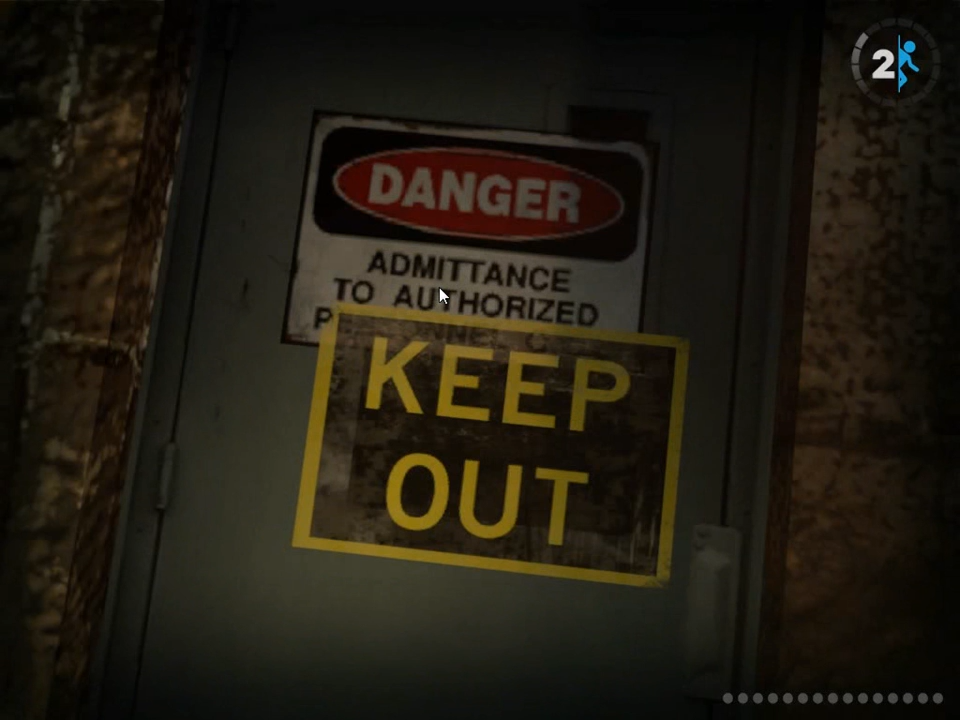 2
DANGER
ADMITTANCE
TO AUTHORIZED
KEEP
OUT